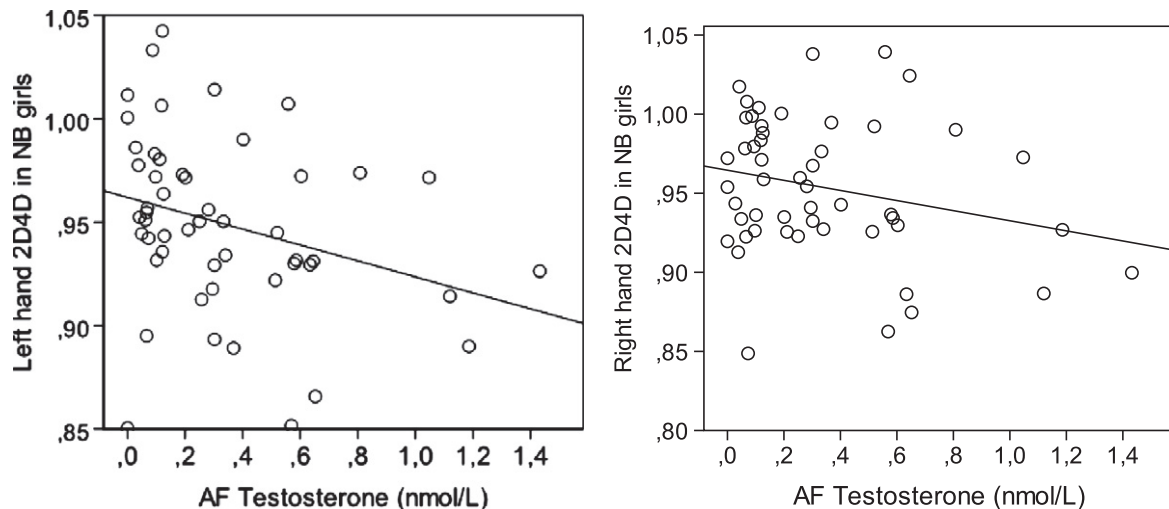 1,05
1,00
,95
,90
,85
Left hand 2D4D in NB girls
,0 ,2 ,4 ,6 ,8 1,0 1,2 1,4
AF Testosterone (nmol/L)
1,05
1,00
,95
,90
,85
,80
Right hand 2D4D in NB girls
,0 ,2 ,4 ,6 ,8 1,0 1,2 1,4
AF Testosterone (nmol/L)